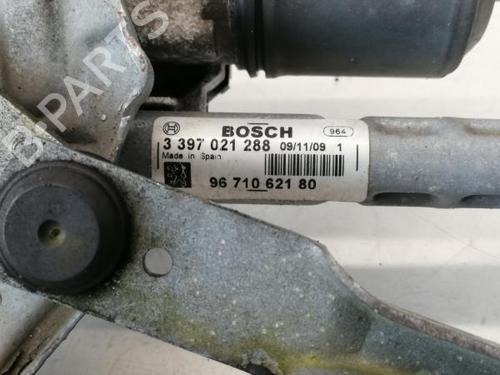 B-PARTS
BOSCH 964
3 397 021 288 09/11/09 1
Made in Spain
96 710 621 80